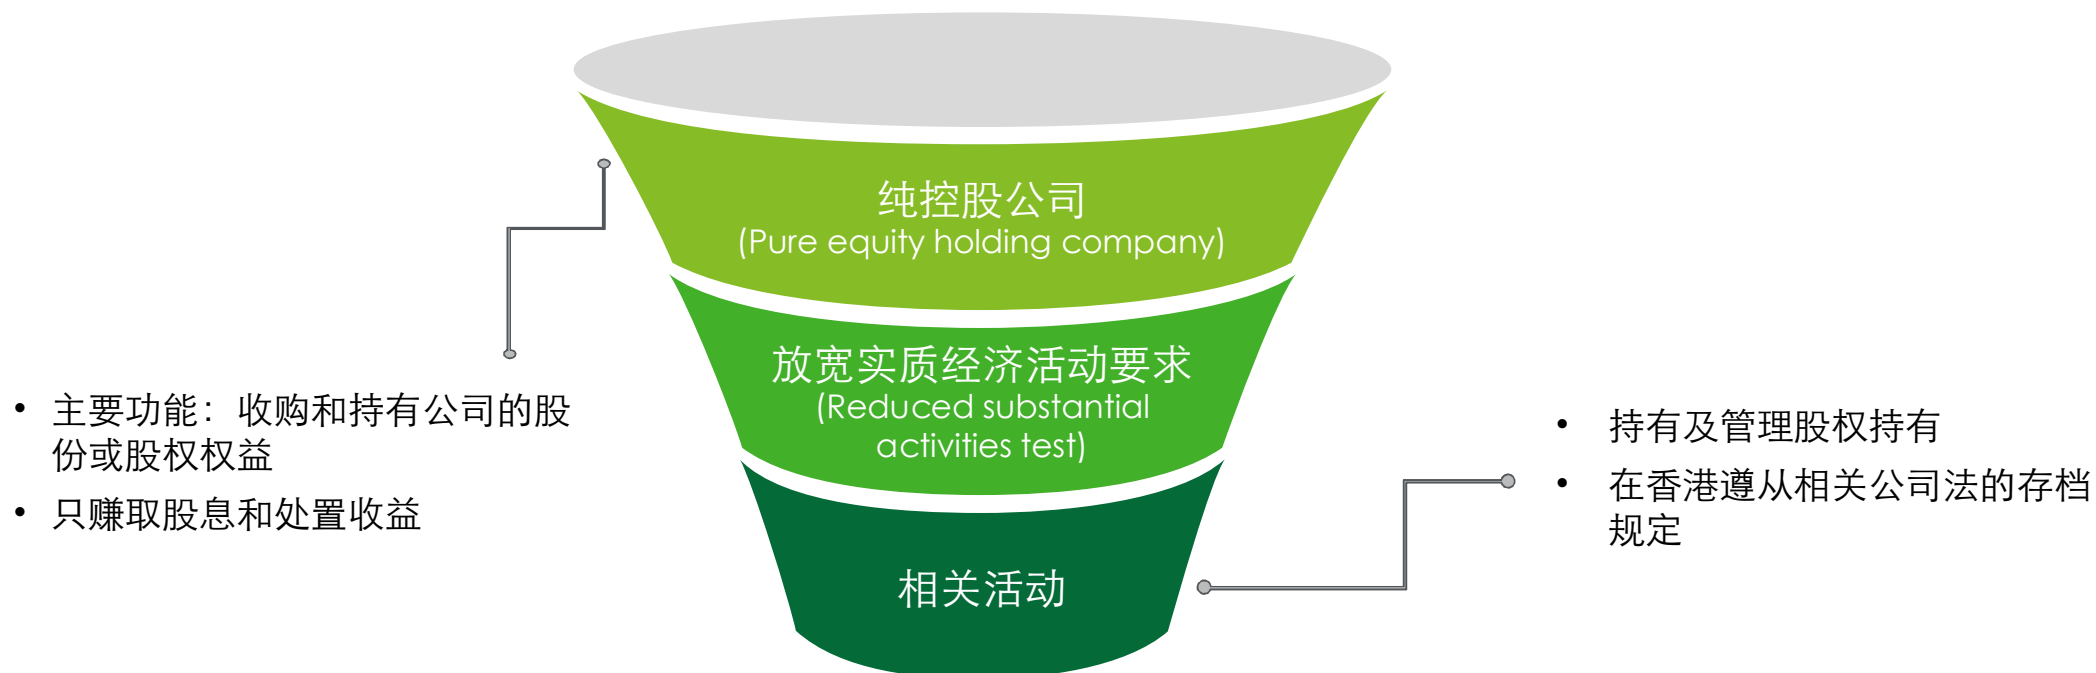 纯控股公司
(Pure equity holding company)
放宽实质经济活动要求
(Reduced substantial
activities test)
相关活动
• 主要功能：收购和持有公司的股
份或股权权益
• 只赚取股息和处置收益
• 持有及管理股权持有
• 在香港遵从相关公司法的存档
规定